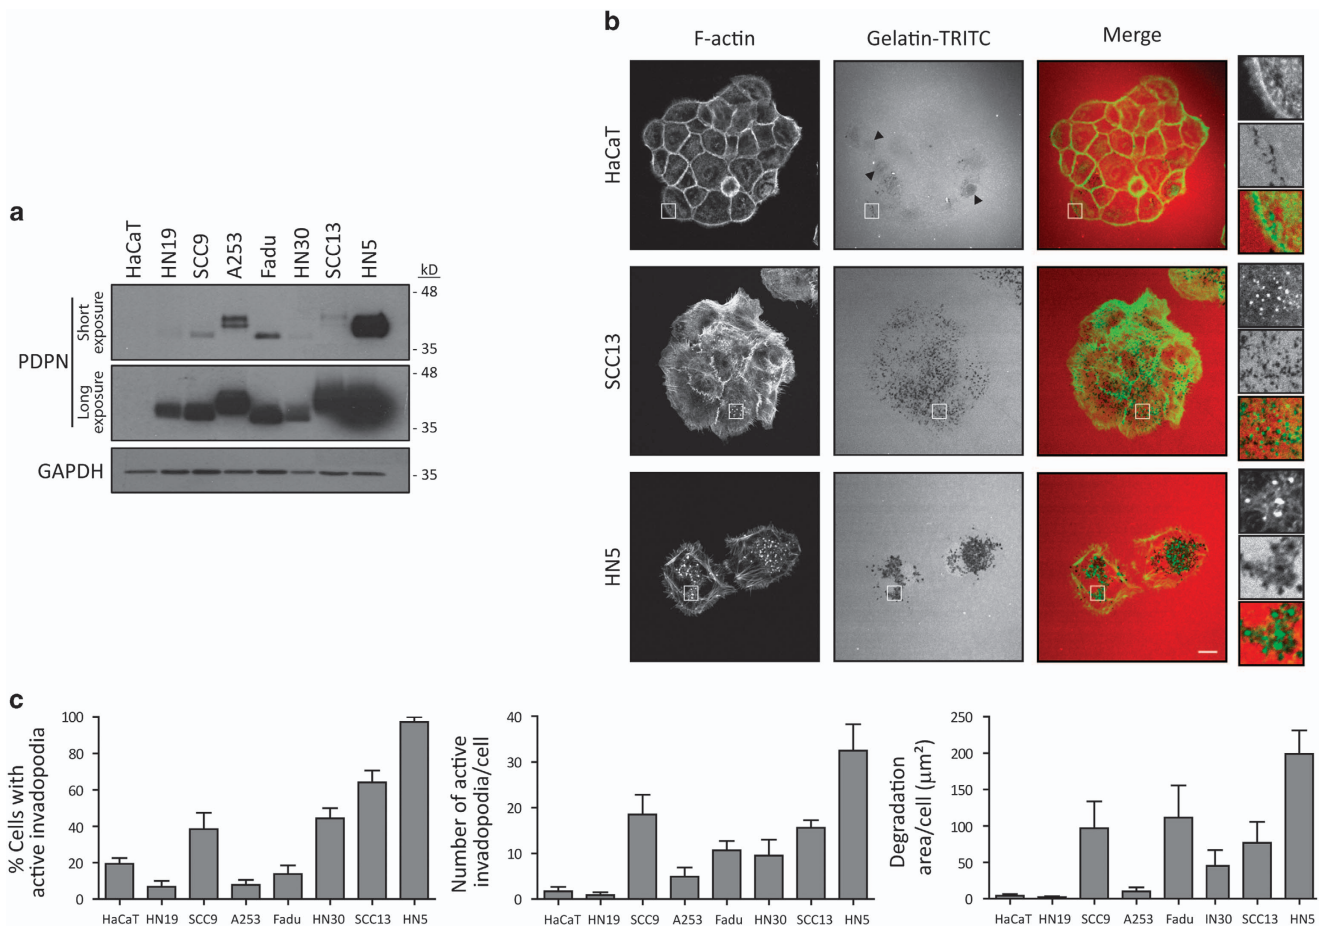 a
HaCaT
HN19
SCC9
A253
Fadu
HN30
SCC13
HN5
kD
PDPN
Short
exposure
- 48
- 35
Long
exposure
- 48
- 35
GAPDH
- 35
b
F-actin
Gelatin-TRITC
Merge
HaCaT
SCC13
HN5
c
% Cells with
active invadopodia
100
80
60
40
20
0
HaCaT HN19 SCC9 A253 Fadu HN30 SCC13 HN5
Number of active
invadopodia/cell
40
30
20
10
0
HaCaT HN19 SCC9 A253 Fadu HN30 SCC13 HN5
Degradation
area/cell (μm²)
250
200
150
100
50
0
HaCaT HN19 SCC9 A253 Fadu IN30 SCC13 HN5